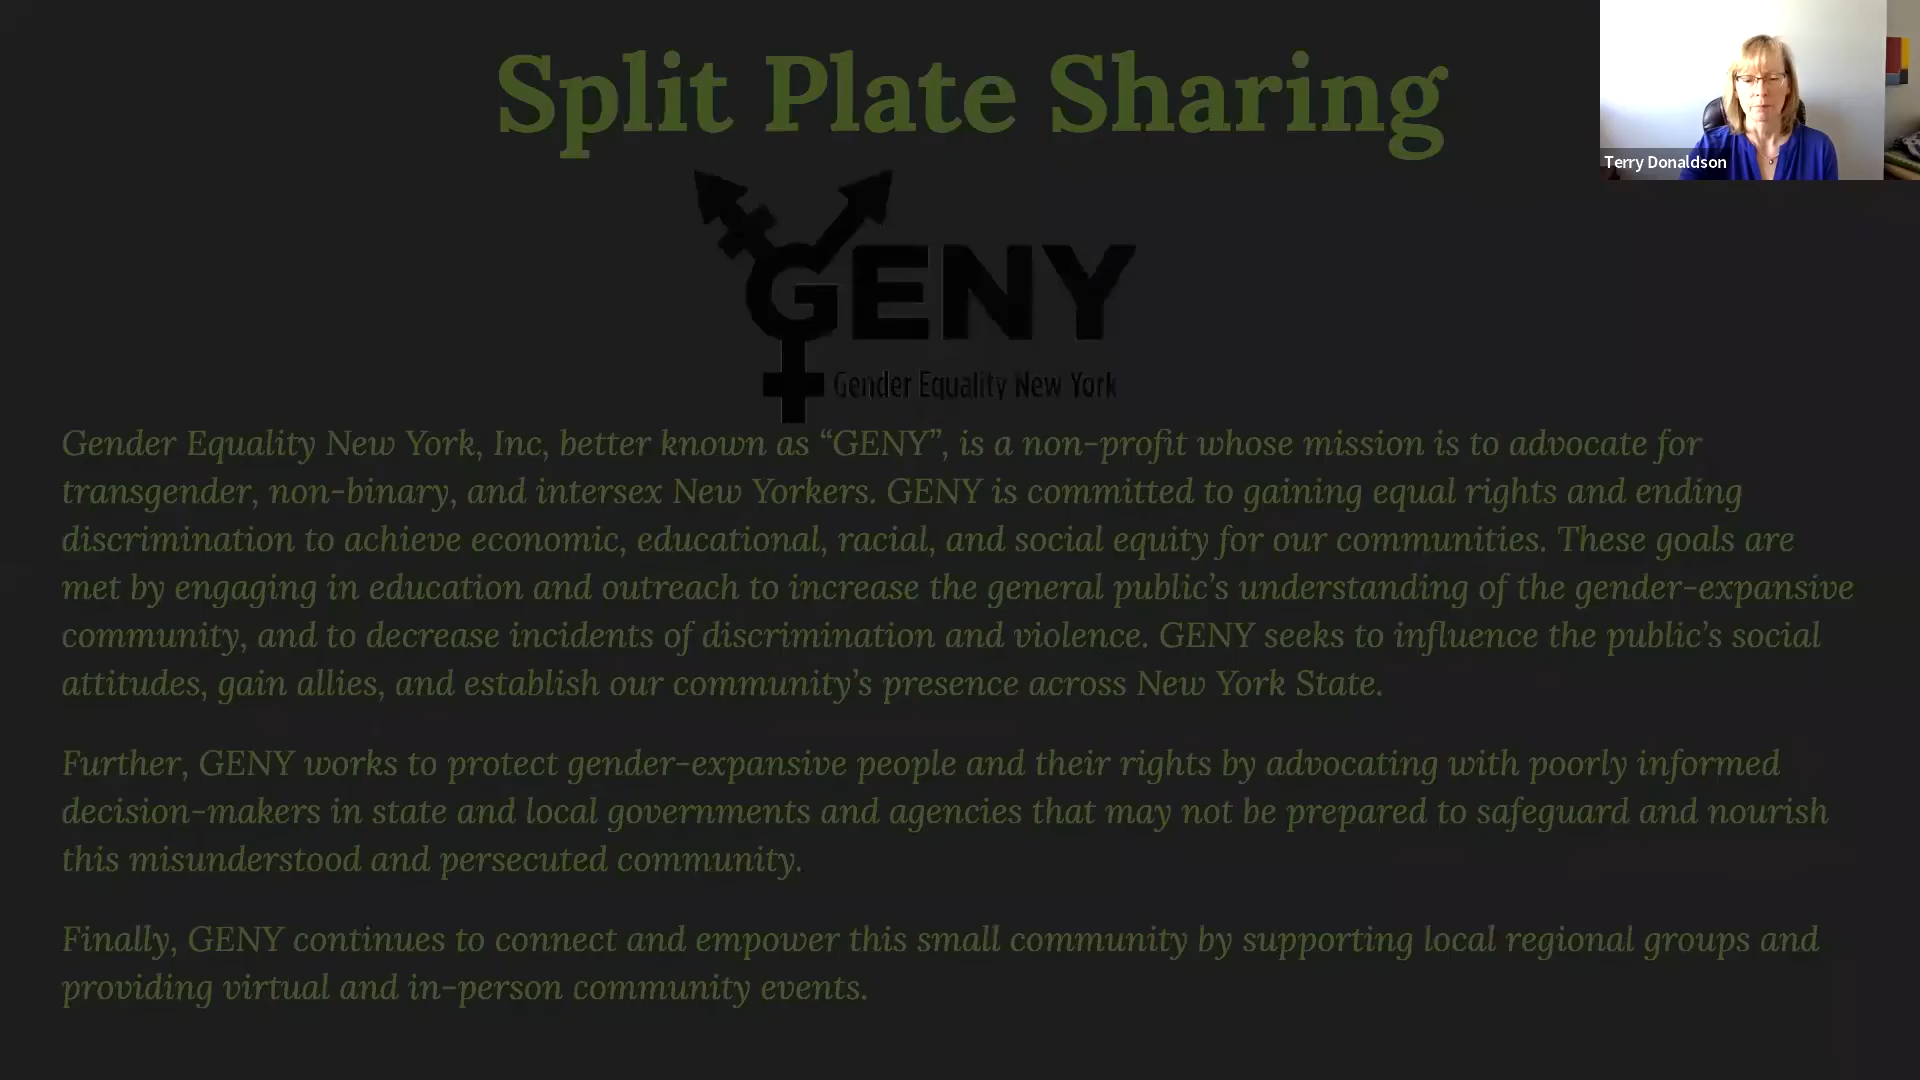 Split Plate Sharing
Terry Donaldson
GENY
Gender Equality New York
Gender Equality New York, Inc, better known as “GENY”, is a non-profit whose mission is to advocate for
transgender, non-binary, and intersex New Yorkers. GENY is committed to gaining equal rights and ending
discrimination to achieve economic, educational, racial, and social equity for our communities. These goals are
met by engaging in education and outreach to increase the general public’s understanding of the gender-expansive
community, and to decrease incidents of discrimination and violence. GENY seeks to influence the public’s social
attitudes, gain allies, and establish our community’s presence across New York State.
Further, GENY works to protect gender-expansive people and their rights by advocating with poorly informed
decision-makers in state and local governments and agencies that may not be prepared to safeguard and nourish
this misunderstood and persecuted community.
Finally, GENY continues to connect and empower this small community by supporting local regional groups and
providing virtual and in-person community events.